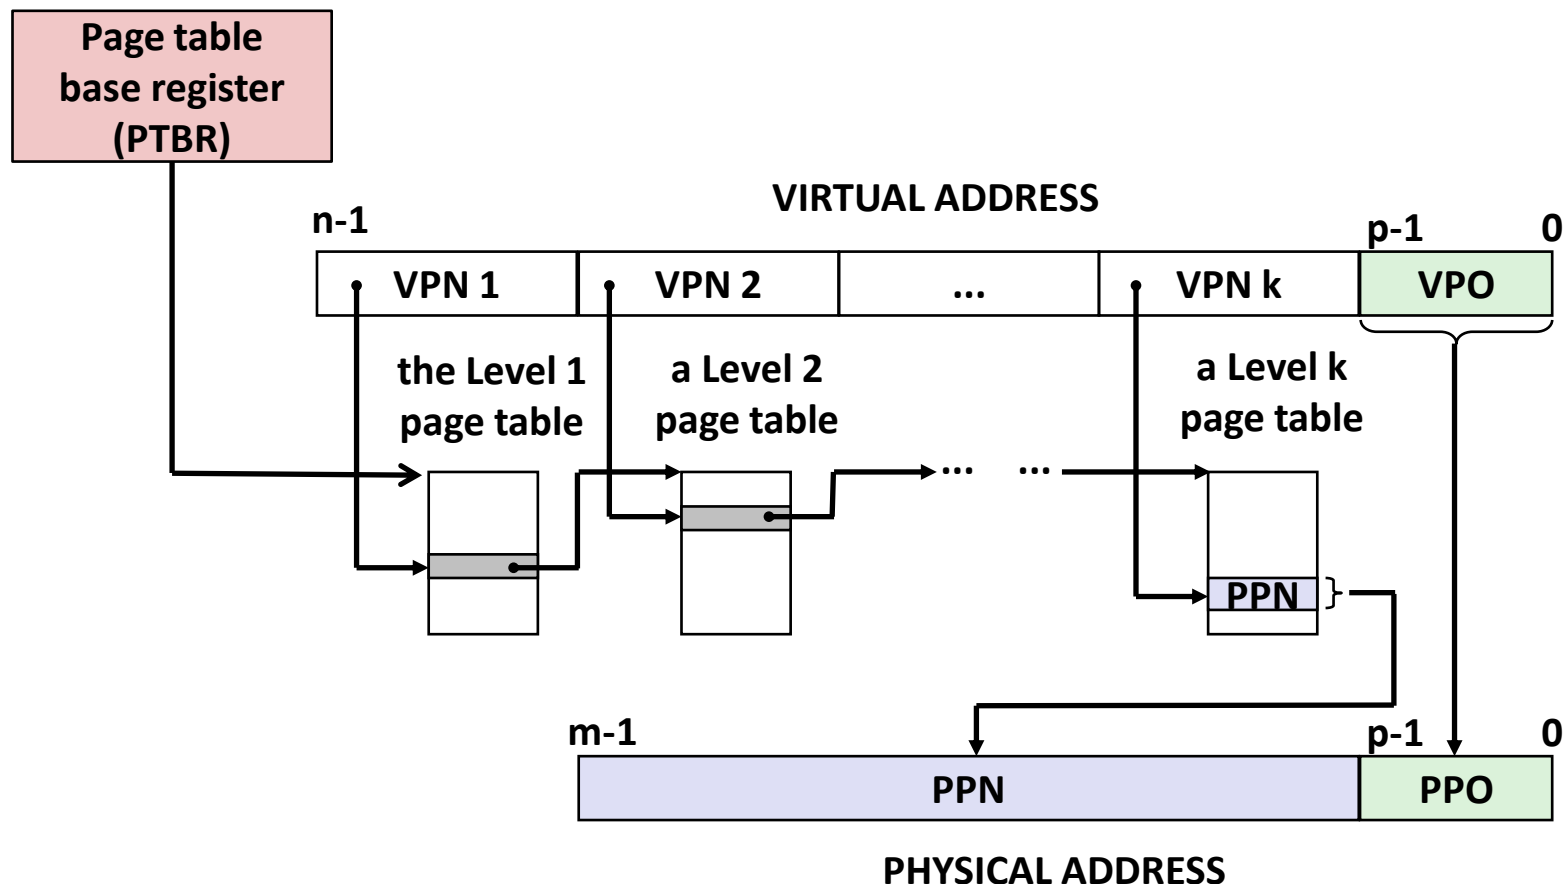 Page table
base register
(PTBR)
VIRTUAL ADDRESS
n-1
p-1
0
VPN 1
VPN 2
...
VPN k
VPO
the Level 1
page table
a Level 2
page table
a Level k
page table
...
...
PPN
m-1
p-1
0
PPN
PPO
PHYSICAL ADDRESS